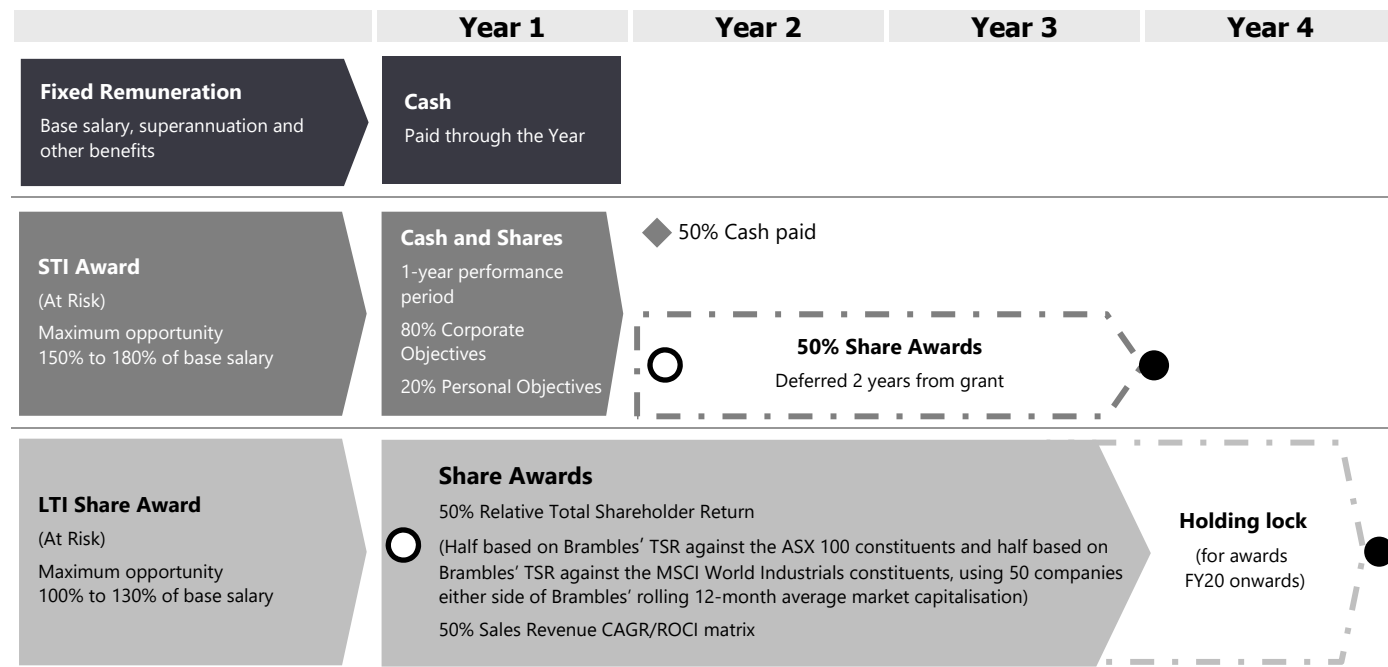 Year 1
Year 2
Year 3
Year 4
Fixed Remuneration
Base salary, superannuation and
other benefits
Cash
Paid through the Year
STI Award
(At Risk)
Maximum opportunity
150% to 180% of base salary
Cash and Shares
1-year performance
period
80% Corporate
Objectives
20% Personal Objectives
50% Cash paid
50% Share Awards
Deferred 2 years from grant
LTI Share Award
(At Risk)
Maximum opportunity
100% to 130% of base salary
Share Awards
50% Relative Total Shareholder Return
(Half based on Brambles’ TSR against the ASX 100 constituents and half based on
Brambles’ TSR against the MSCI World Industrials constituents, using 50 companies
either side of Brambles’ rolling 12-month average market capitalisation)
50% Sales Revenue CAGR/ROCI matrix
Holding lock
(for awards
FY20 onwards)